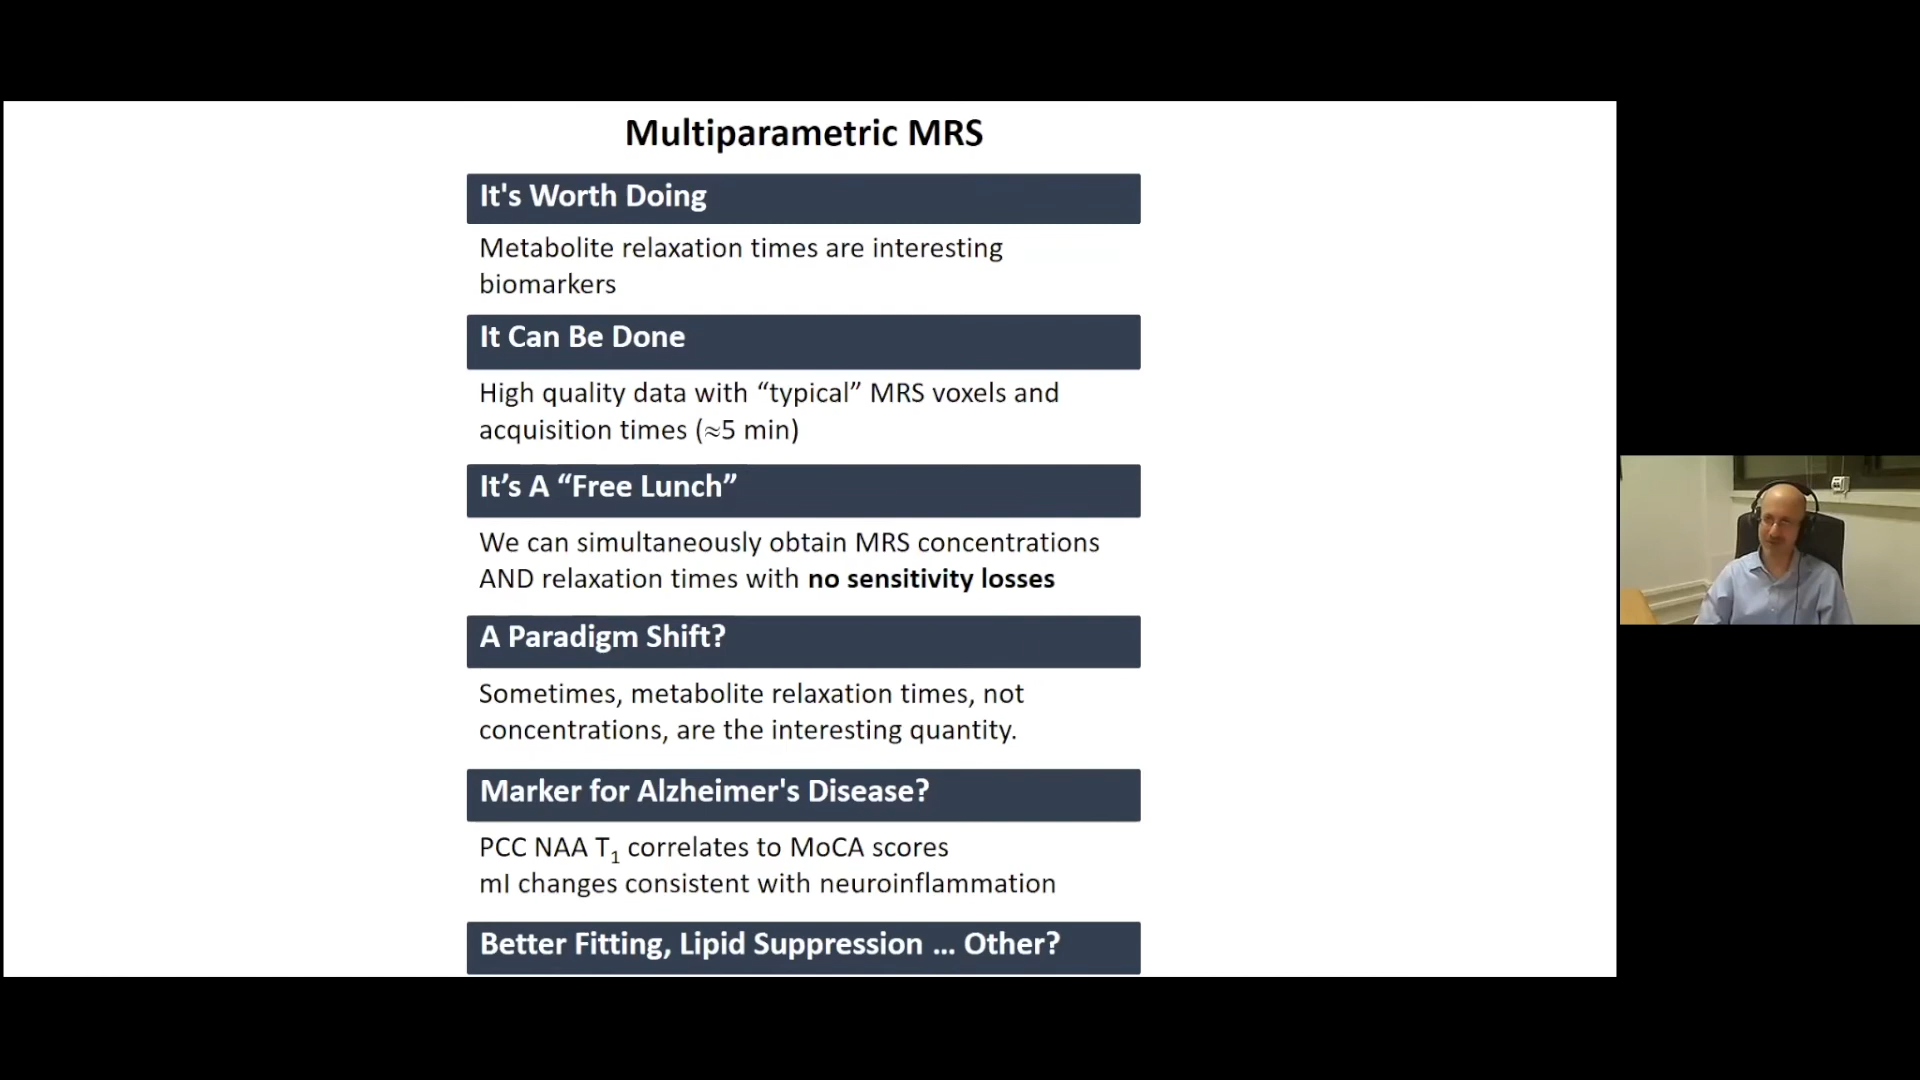 Multiparametric MRS
It's Worth Doing
Metabolite relaxation times are interesting
biomarkers
It Can Be Done
High quality data with “typical” MRS voxels and
acquisition times (≈5 min)
It’s A “Free Lunch”
We can simultaneously obtain MRS concentrations
AND relaxation times with no sensitivity losses
A Paradigm Shift?
Sometimes, metabolite relaxation times, not
concentrations, are the interesting quantity.
Marker for Alzheimer's Disease?
PCC NAA T₁ correlates to MoCA scores
mI changes consistent with neuroinflammation
Better Fitting, Lipid Suppression ... Other?